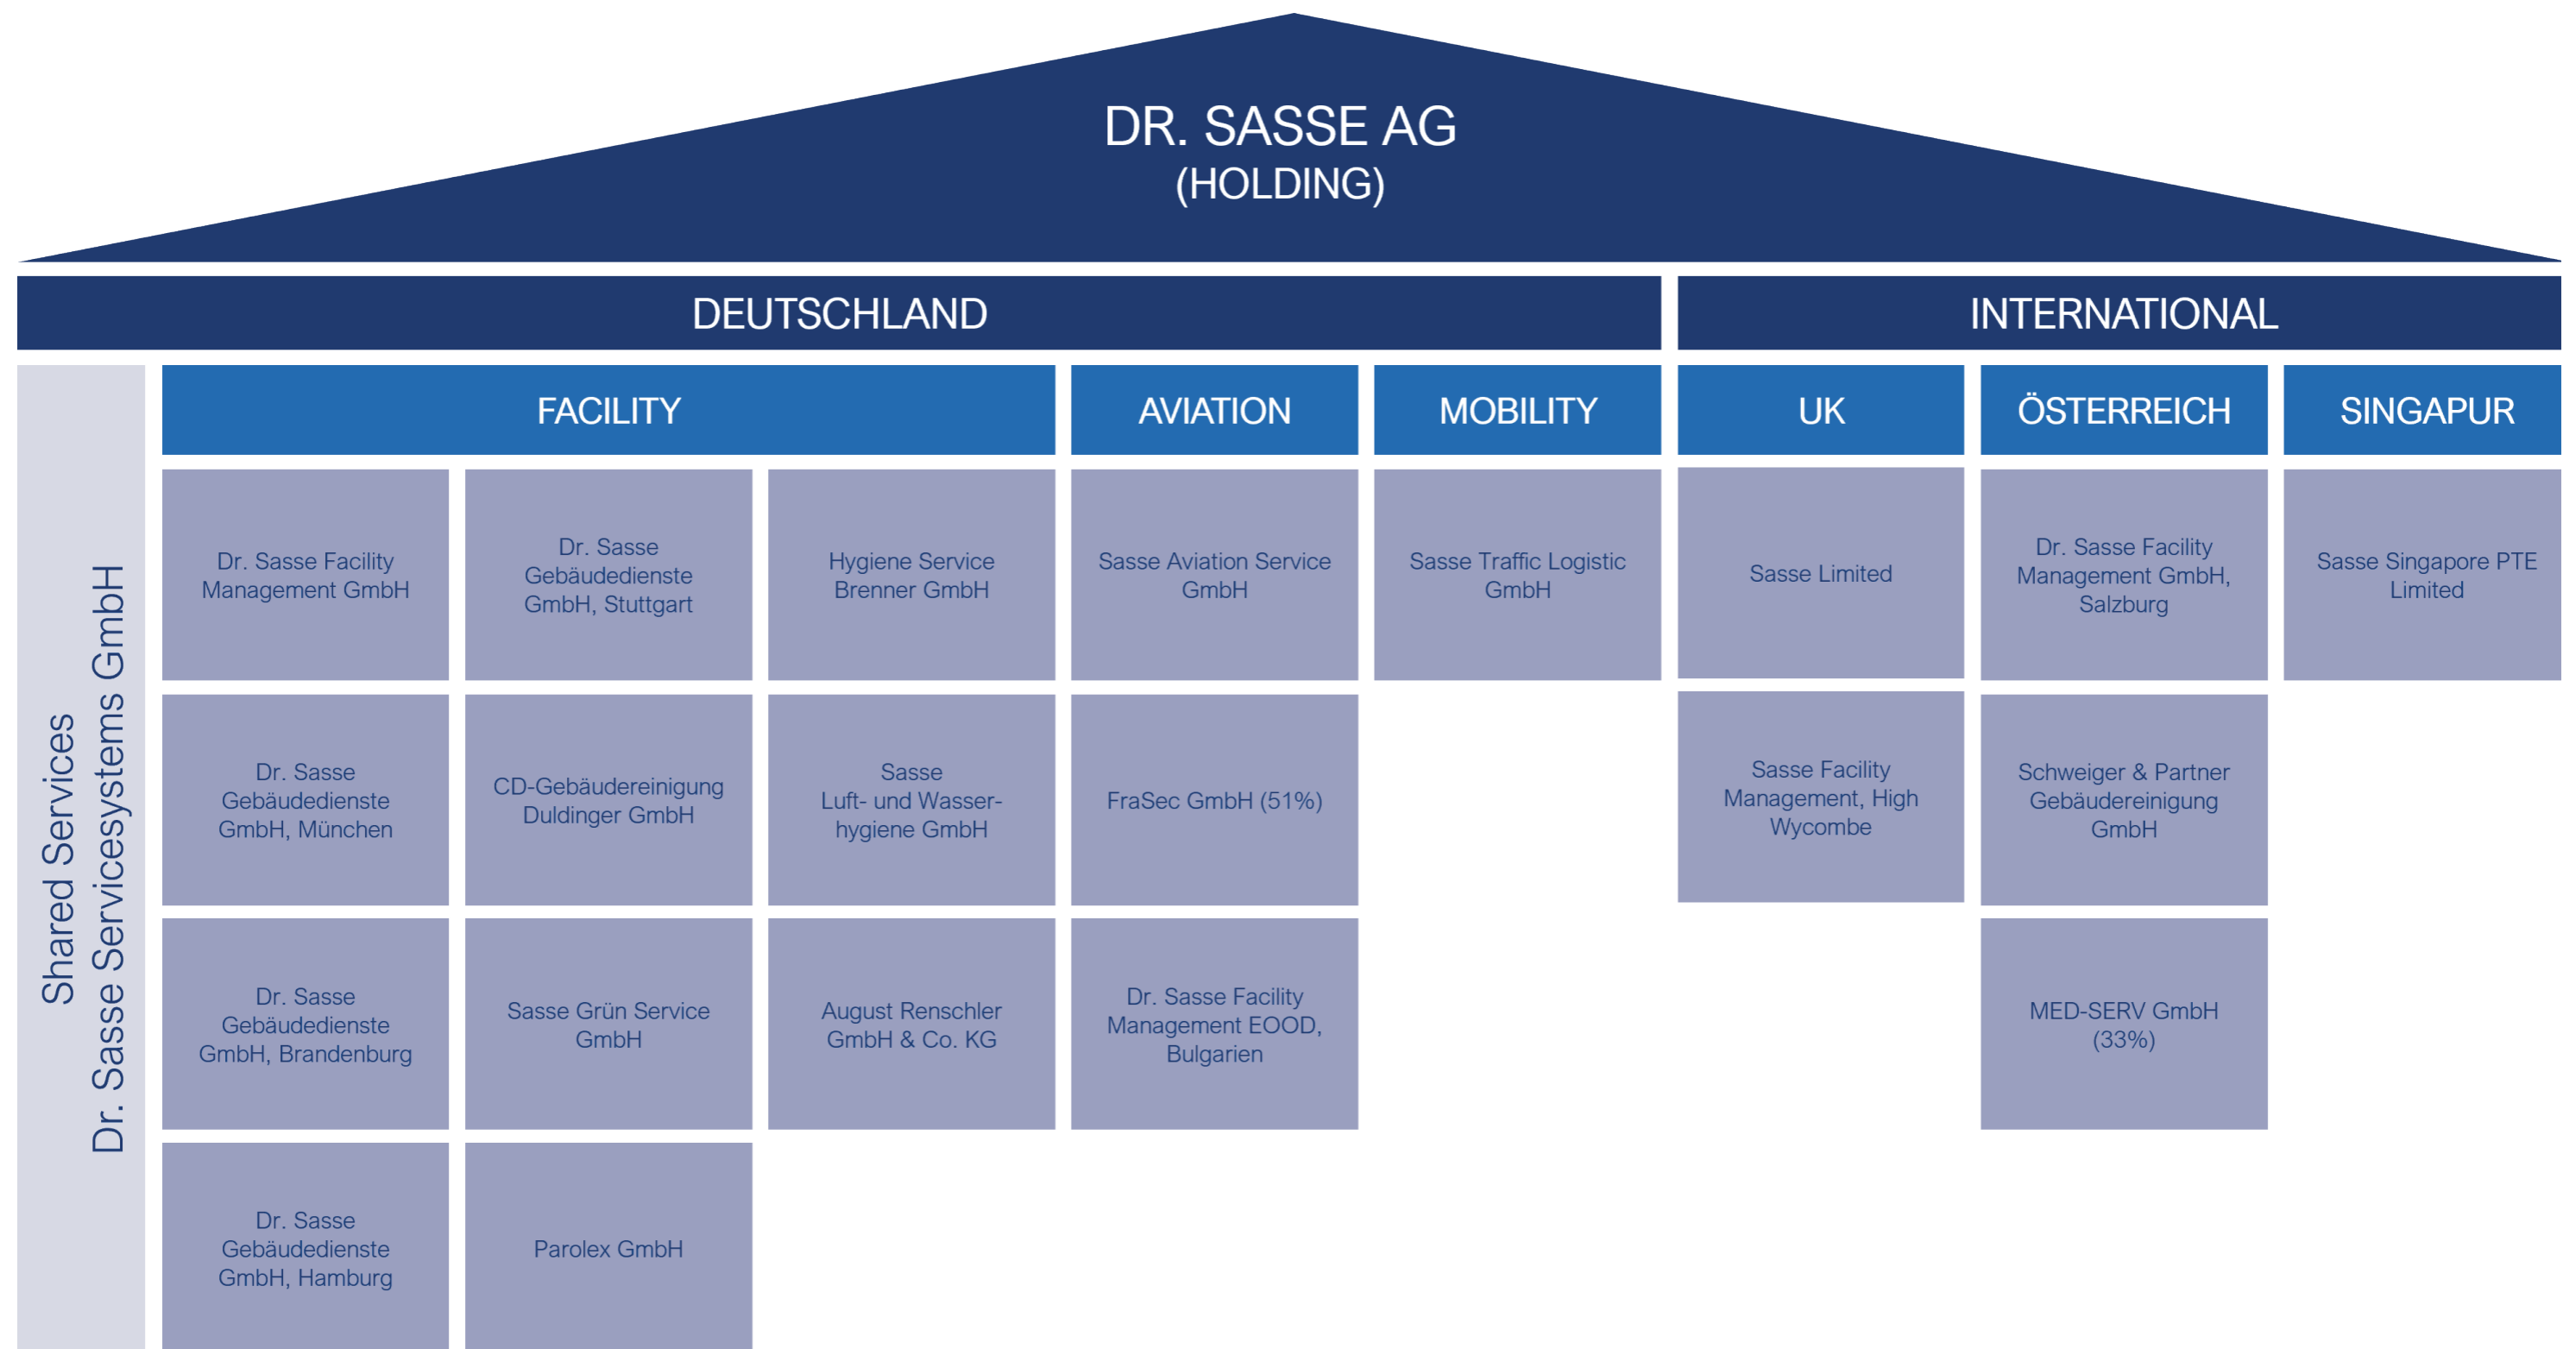 DR. SASSE AG
(HOLDING)
DEUTSCHLAND
INTERNATIONAL
Shared Services
Dr. Sasse Servicesystems GmbH
FACILITY
AVIATION
MOBILITY
UK
ÖSTERREICH
SINGAPUR
Dr. Sasse Facility
Management GmbH
Dr. Sasse
Gebäudedienste
GmbH, Stuttgart
Hygiene Service
Brenner GmbH
Sasse Aviation Service
GmbH
Sasse Traffic Logistic
GmbH
Sasse Limited
Dr. Sasse Facility
Management GmbH,
Salzburg
Sasse Singapore PTE
Limited
Dr. Sasse
Gebäudedienste
GmbH, München
CD-Gebäudereinigung
Duldinger GmbH
Sasse
Luft- und Wasser-
hygiene GmbH
FraSec GmbH (51%)
Sasse Facility
Management, High
Wycombe
Schweiger & Partner
Gebäudereinigung
GmbH
Dr. Sasse
Gebäudedienste
GmbH, Brandenburg
Sasse Grün Service
GmbH
August Renschler
GmbH & Co. KG
Dr. Sasse Facility
Management EOOD,
Bulgarien
MED-SERV GmbH
(33%)
Dr. Sasse
Gebäudedienste
GmbH, Hamburg
Parolex GmbH